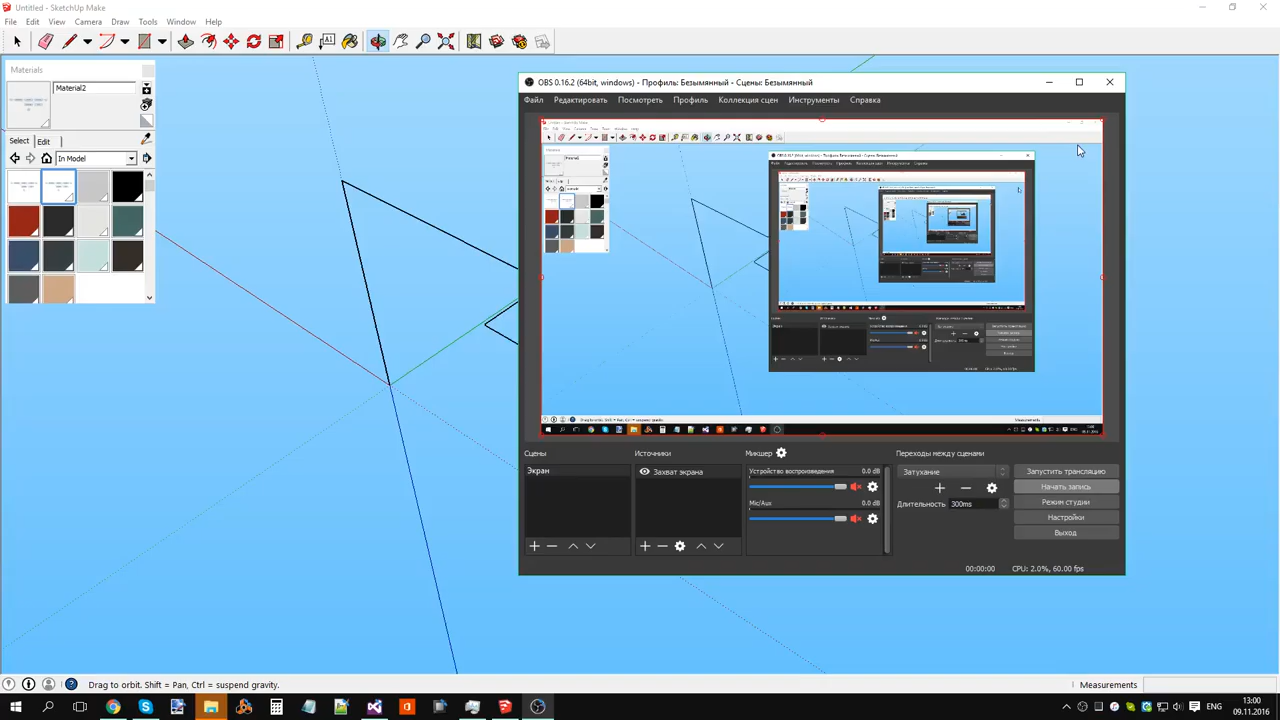 Untitled - SketchUp Make
File Edit View Camera Draw Tools Window Help
Materials
Material2
Select Edit
In Model
OBS 0.16.2 (64bit, windows) - Профиль: Безымянный - Сцены: Безымянный
Файл Редактировать Посмотреть Профиль Коллекция сцен Инструменты Справка
Сцены
Экран
Источники
Захват экрана
Микшер
Устройство воспроизведения 0.0 dB
Mic/Aux 0.0 dB
Переходы между сценами
Затухание
Длительность 300ms
Запустить трансляцию
Начать запись
Режим студии
Настройки
Выход
00:00:00 CPU: 2.0%, 60.00 fps
Drag to orbit. Shift = Pan, Ctrl = suspend gravity.
Measurements
ENG
13:00
09.11.2016